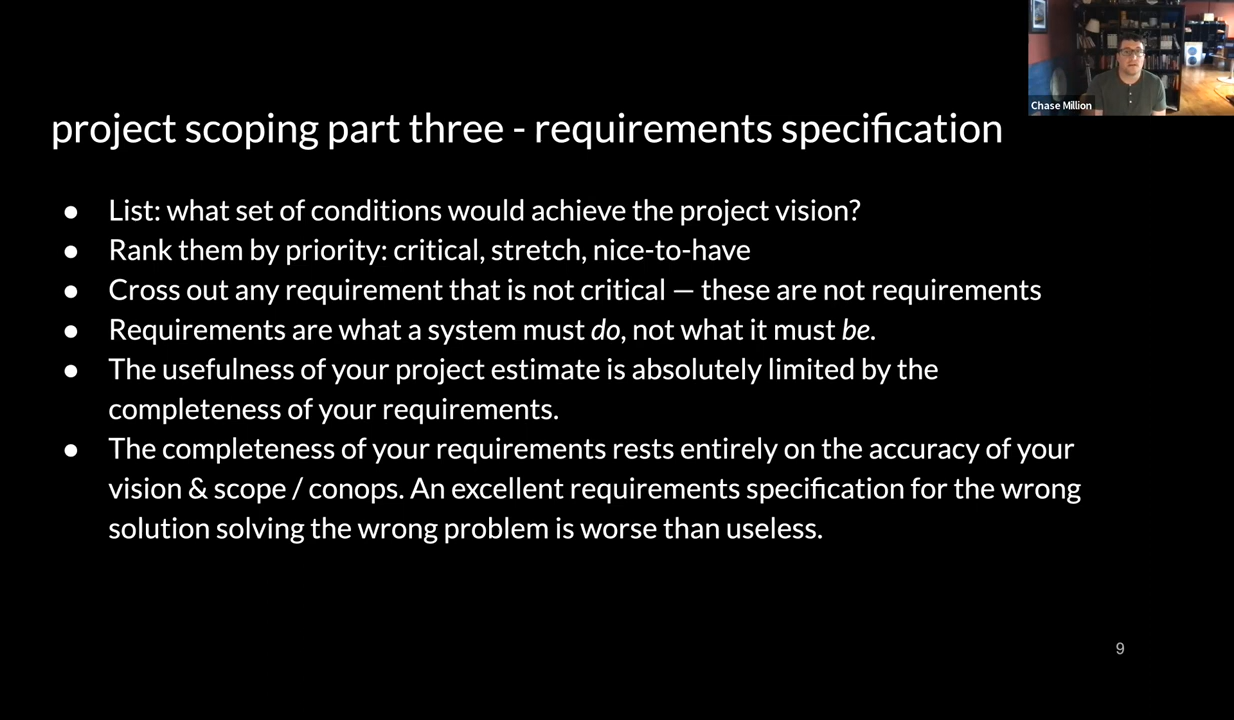 Chase Million
project scoping part three - requirements specification
● List: what set of conditions would achieve the project vision?
● Rank them by priority: critical, stretch, nice-to-have
● Cross out any requirement that is not critical — these are not requirements
● Requirements are what a system must do, not what it must be.
● The usefulness of your project estimate is absolutely limited by the
completeness of your requirements.
● The completeness of your requirements rests entirely on the accuracy of your
vision & scope / conops. An excellent requirements specification for the wrong
solution solving the wrong problem is worse than useless.
9